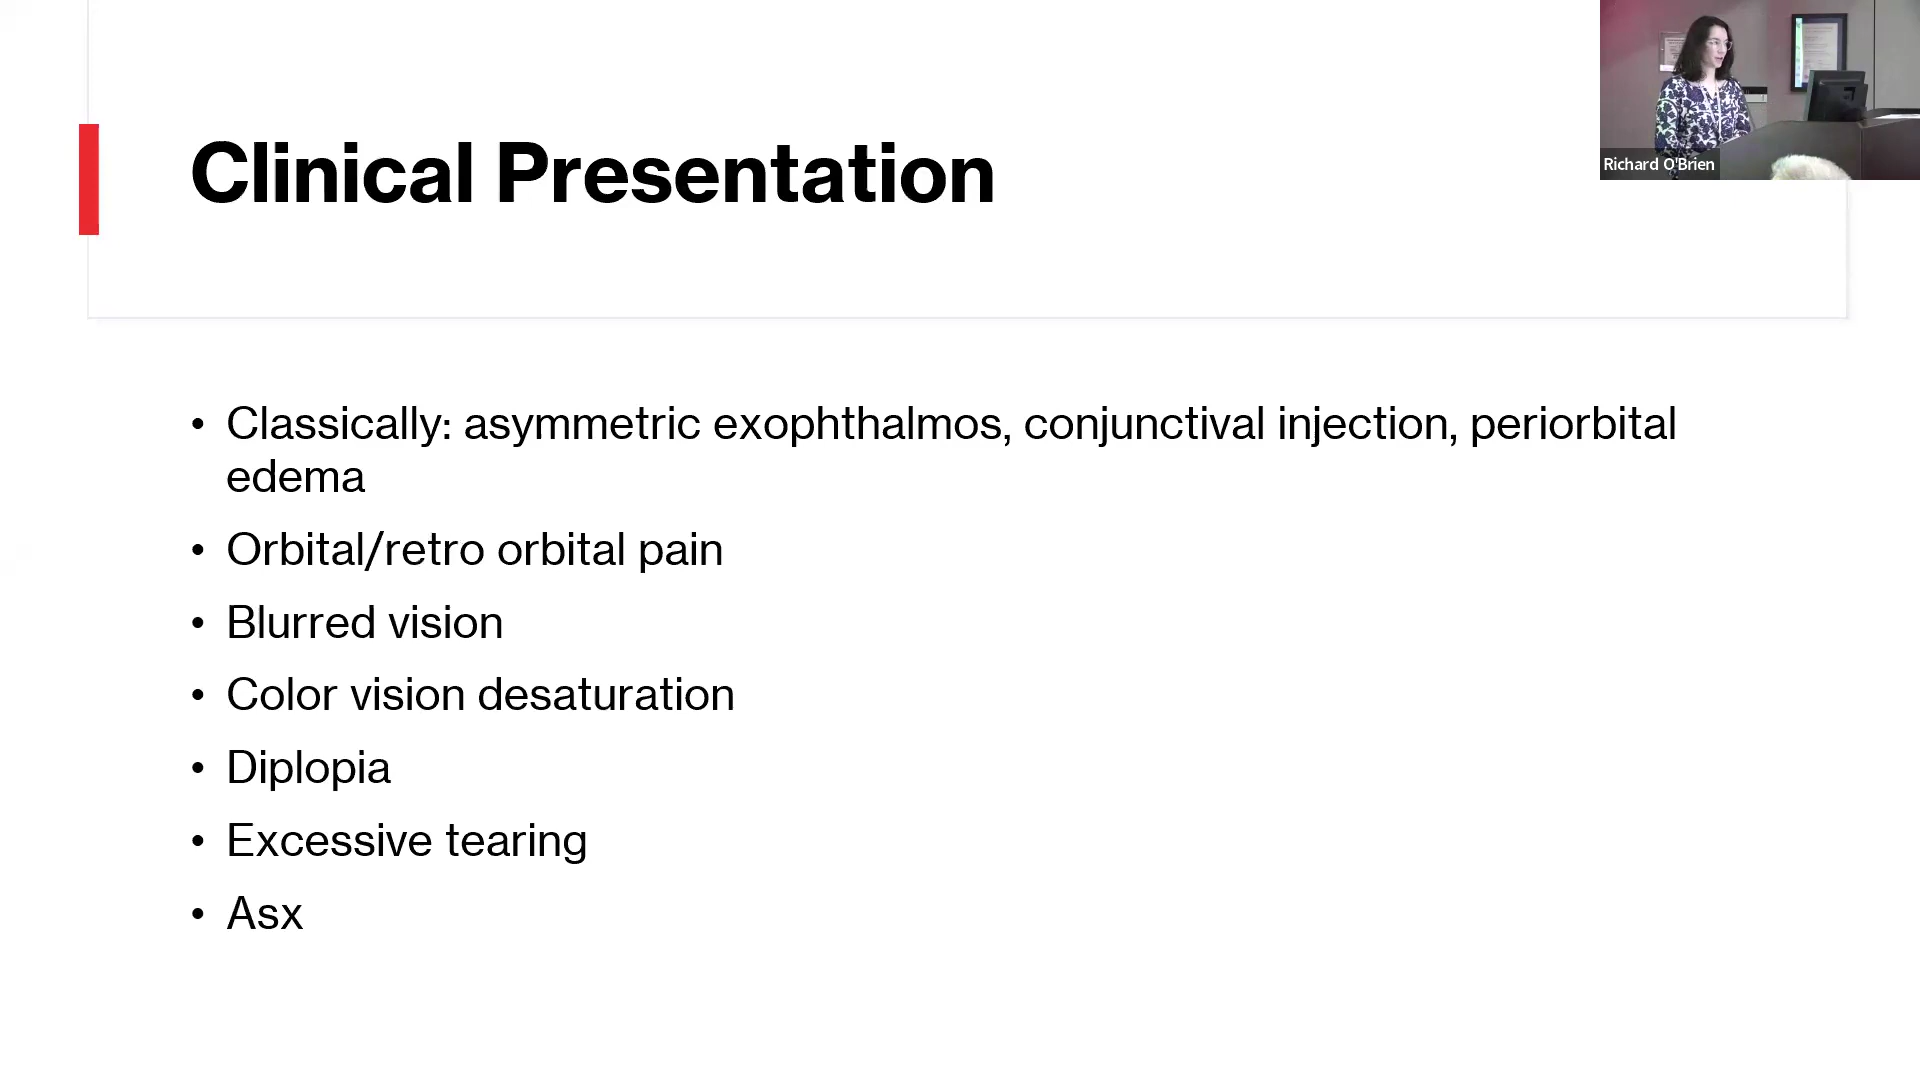 Clinical Presentation
Richard O'Brien
• Classically: asymmetric exophthalmos, conjunctival injection, periorbital
edema
• Orbital/retro orbital pain
• Blurred vision
• Color vision desaturation
• Diplopia
• Excessive tearing
• Asx